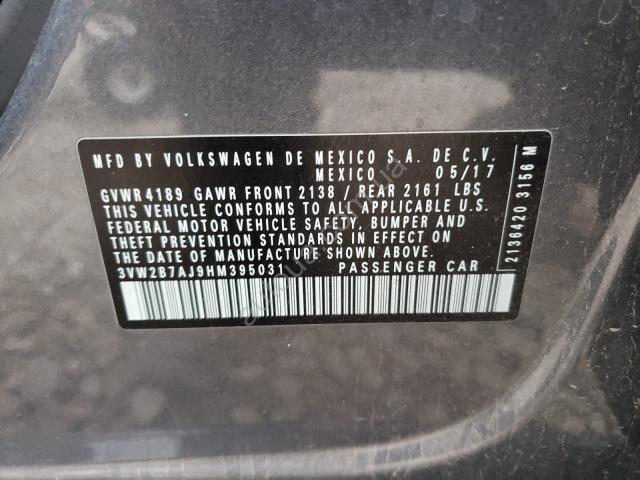 MFD BY VOLKSWAGEN DE MEXICO S.A. DE C.V.
MEXICO 05/17
GVWR 4189 GAWR FRONT 2138 / REAR 2161 LBS
THIS VEHICLE CONFORMS TO ALL APPLICABLE U.S.
FEDERAL MOTOR VEHICLE SAFETY, BUMPER AND
THEFT PREVENTION STANDARDS IN EFFECT ON
THE DATE OF MANUFACTURE SHOWN ABOVE.
3VW2B7AJ9HM395031 PASSENGER CAR
2136420 3156 M